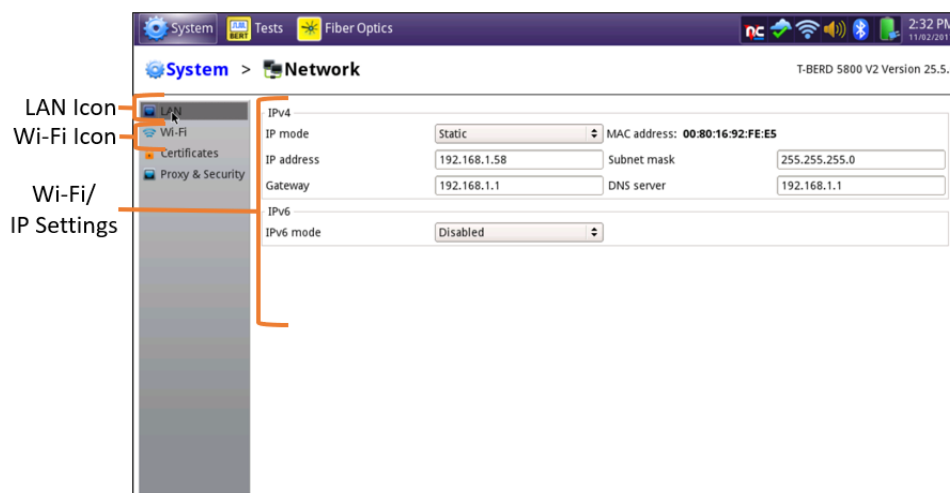 System Tests Fiber Optics 2:32 PM
11/02/201
System > Network T-BERD 5800 V2 Version 25.5.
LAN Icon
Wi-Fi Icon
Wi-Fi/
IP Settings
LAN
Wi-Fi
Certificates
Proxy & Security
IPv4
IP mode Static MAC address: 00:80:16:92:FE:E5
IP address 192.168.1.58 Subnet mask 255.255.255.0
Gateway 192.168.1.1 DNS server 192.168.1.1
IPv6
IPv6 mode Disabled